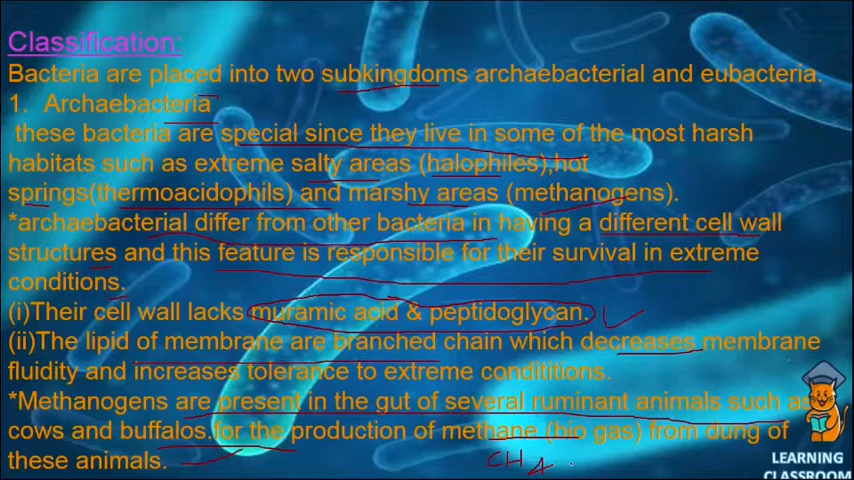 Classification:
Bacteria are placed into two subkingdoms archaebacterial and eubacteria.
1. Archaebacteria
these bacteria are special since they live in some of the most harsh
habitats such as extreme salty areas (halophiles),hot
springs(thermoacidophils) and marshy areas (methanogens).
*archaebacterial differ from other bacteria in having a different cell wall
structures and this feature is responsible for their survival in extreme
conditions.
(i)Their cell wall lacks muramic acid & peptidoglycan.
(ii)The lipid of membrane are branched chain which decreases membrane
fluidity and increases tolerance to extreme condititions.
*Methanogens are present in the gut of several ruminant animals such as
cows and buffalos.for the production of methane (bio gas) from dung of
these animals.
CH4
LEARNING
CLASSROOM